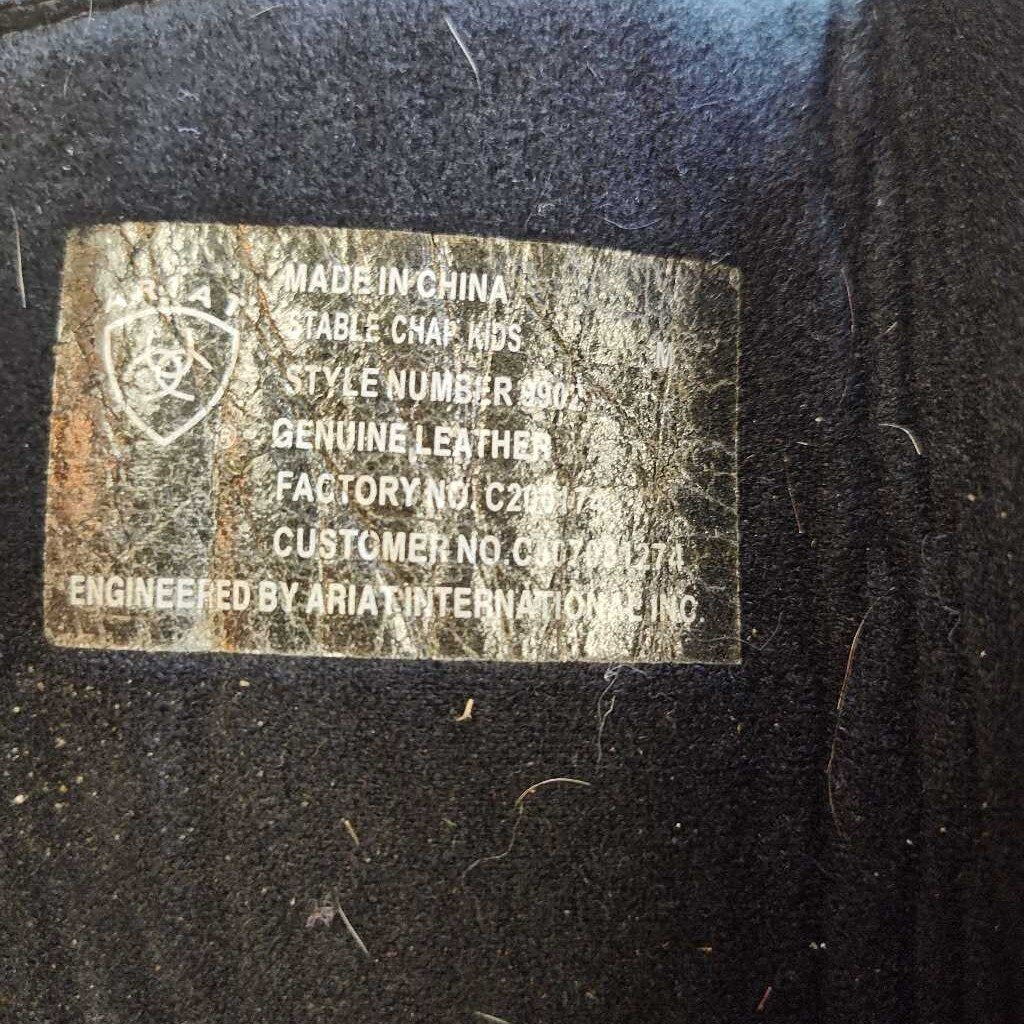 ARIAT
MADE IN CHINA
STABLE CHAP KIDS
M
STYLE NUMBER
GENUINE LEATHER
®
FACTORY NO.
CUSTOMER NO.
ENGINEERED BY ARIAT INTERNATIONAL INC.